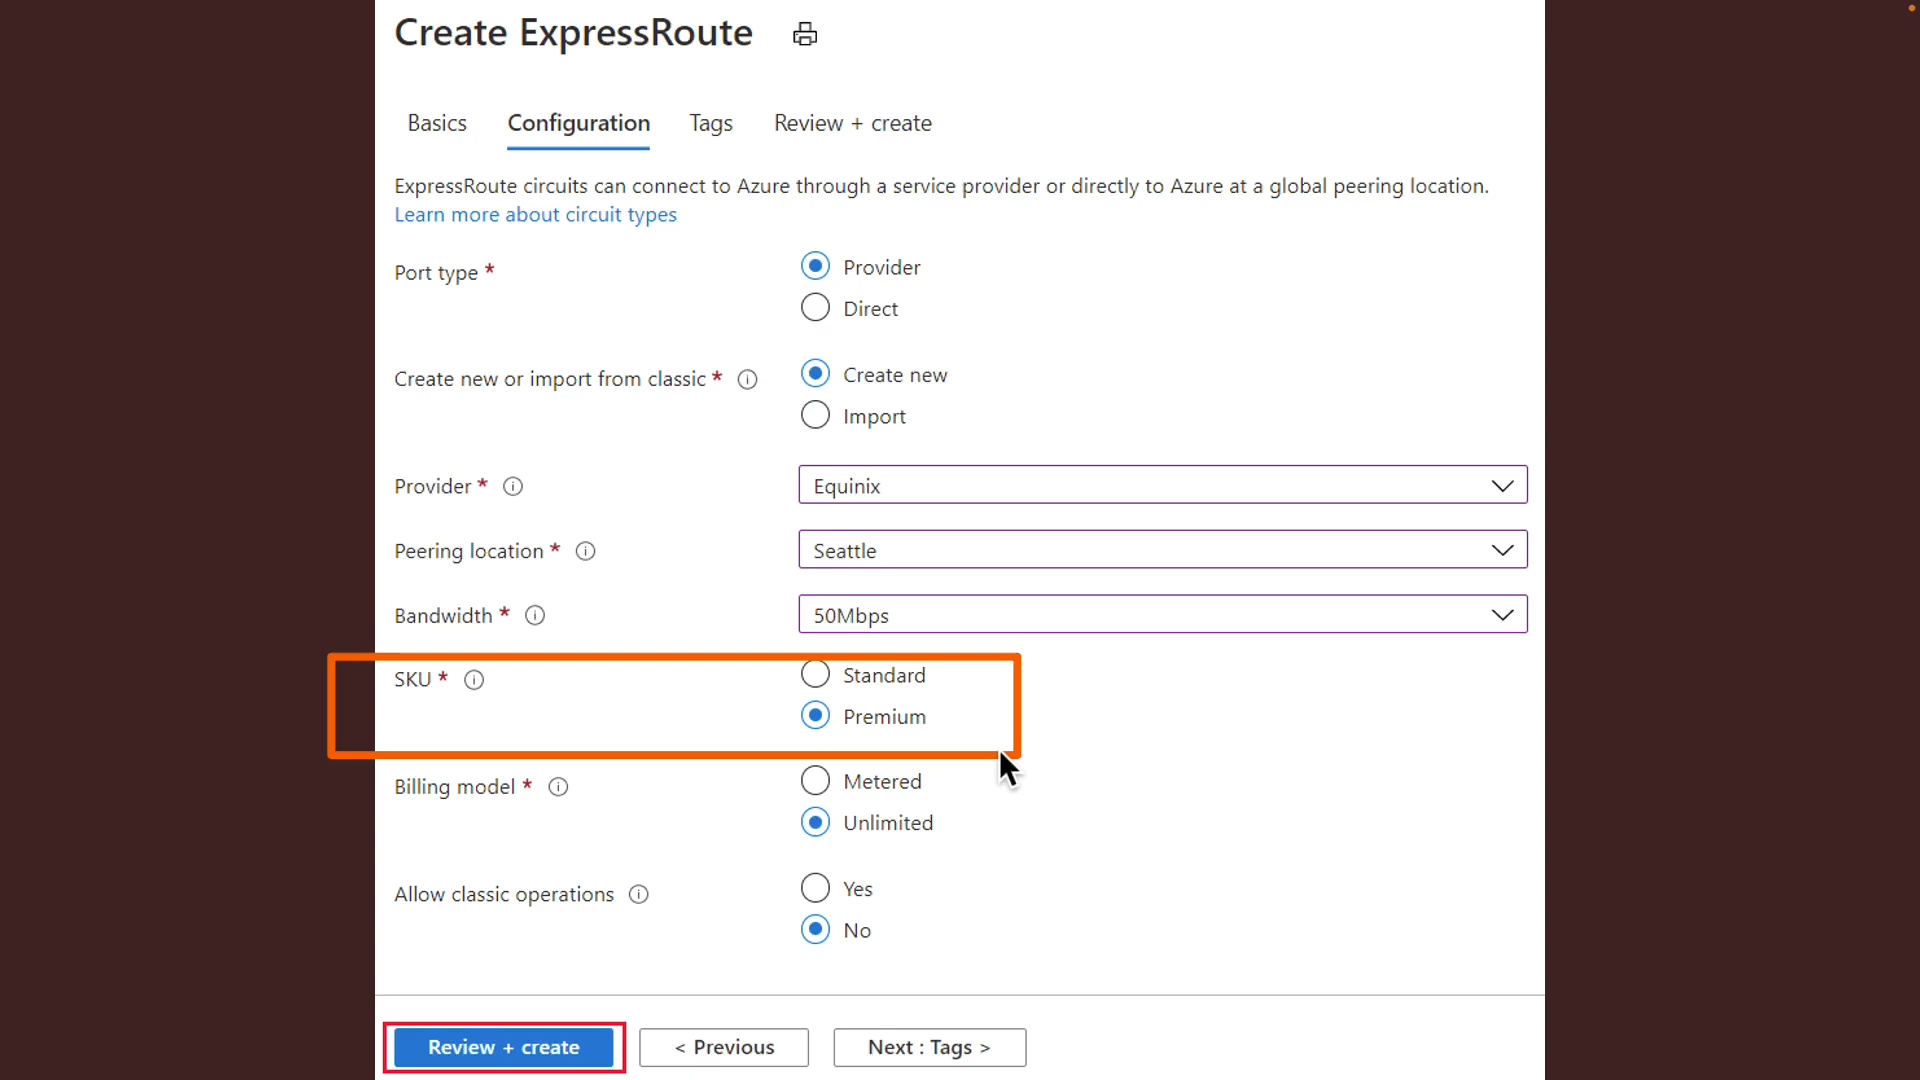 Create ExpressRoute
Basics Configuration Tags Review + create
ExpressRoute circuits can connect to Azure through a service provider or directly to Azure at a global peering location.
Learn more about circuit types
Port type *
Provider
Direct
Create new or import from classic *
Create new
Import
Provider * Equinix
Peering location * Seattle
Bandwidth * 50Mbps
SKU *
Standard
Premium
Billing model *
Metered
Unlimited
Allow classic operations
Yes
No
Review + create < Previous Next : Tags >